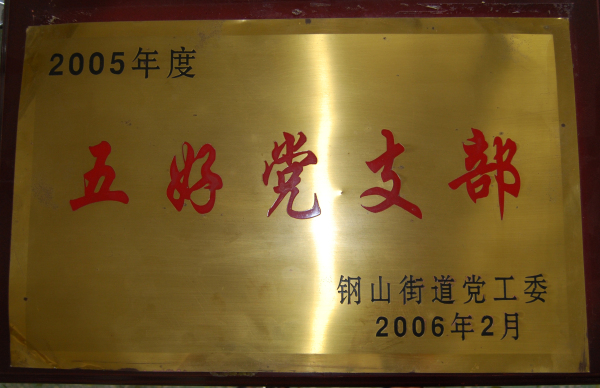 2005年度
五好党支部
钢山街道党工委
2006年2月